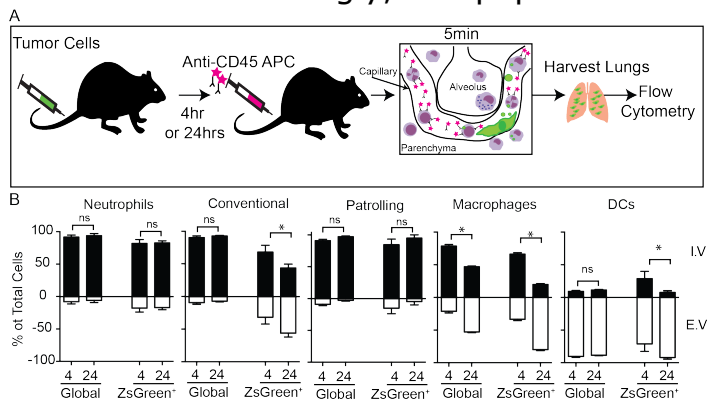 A
Tumor Cells
Anti-CD45 APC
4hr
or 24hrs
5min
Capillary
Alveolus
Parenchyma
Harvest Lungs
Flow
Cytometry
B
Neutrophils Conventional Patrolling Macrophages DCs
% ot Total Cells
100
50
0
-50
-100
ns ns
ns *
ns ns
* *
ns *
I.V
E.V
4 24 4 24 4 24 4 24 4 24 4 24 4 24 4 24 4 24 4 24
Global ZsGreen+ Global ZsGreen+ Global ZsGreen+ Global ZsGreen+ Global ZsGreen+